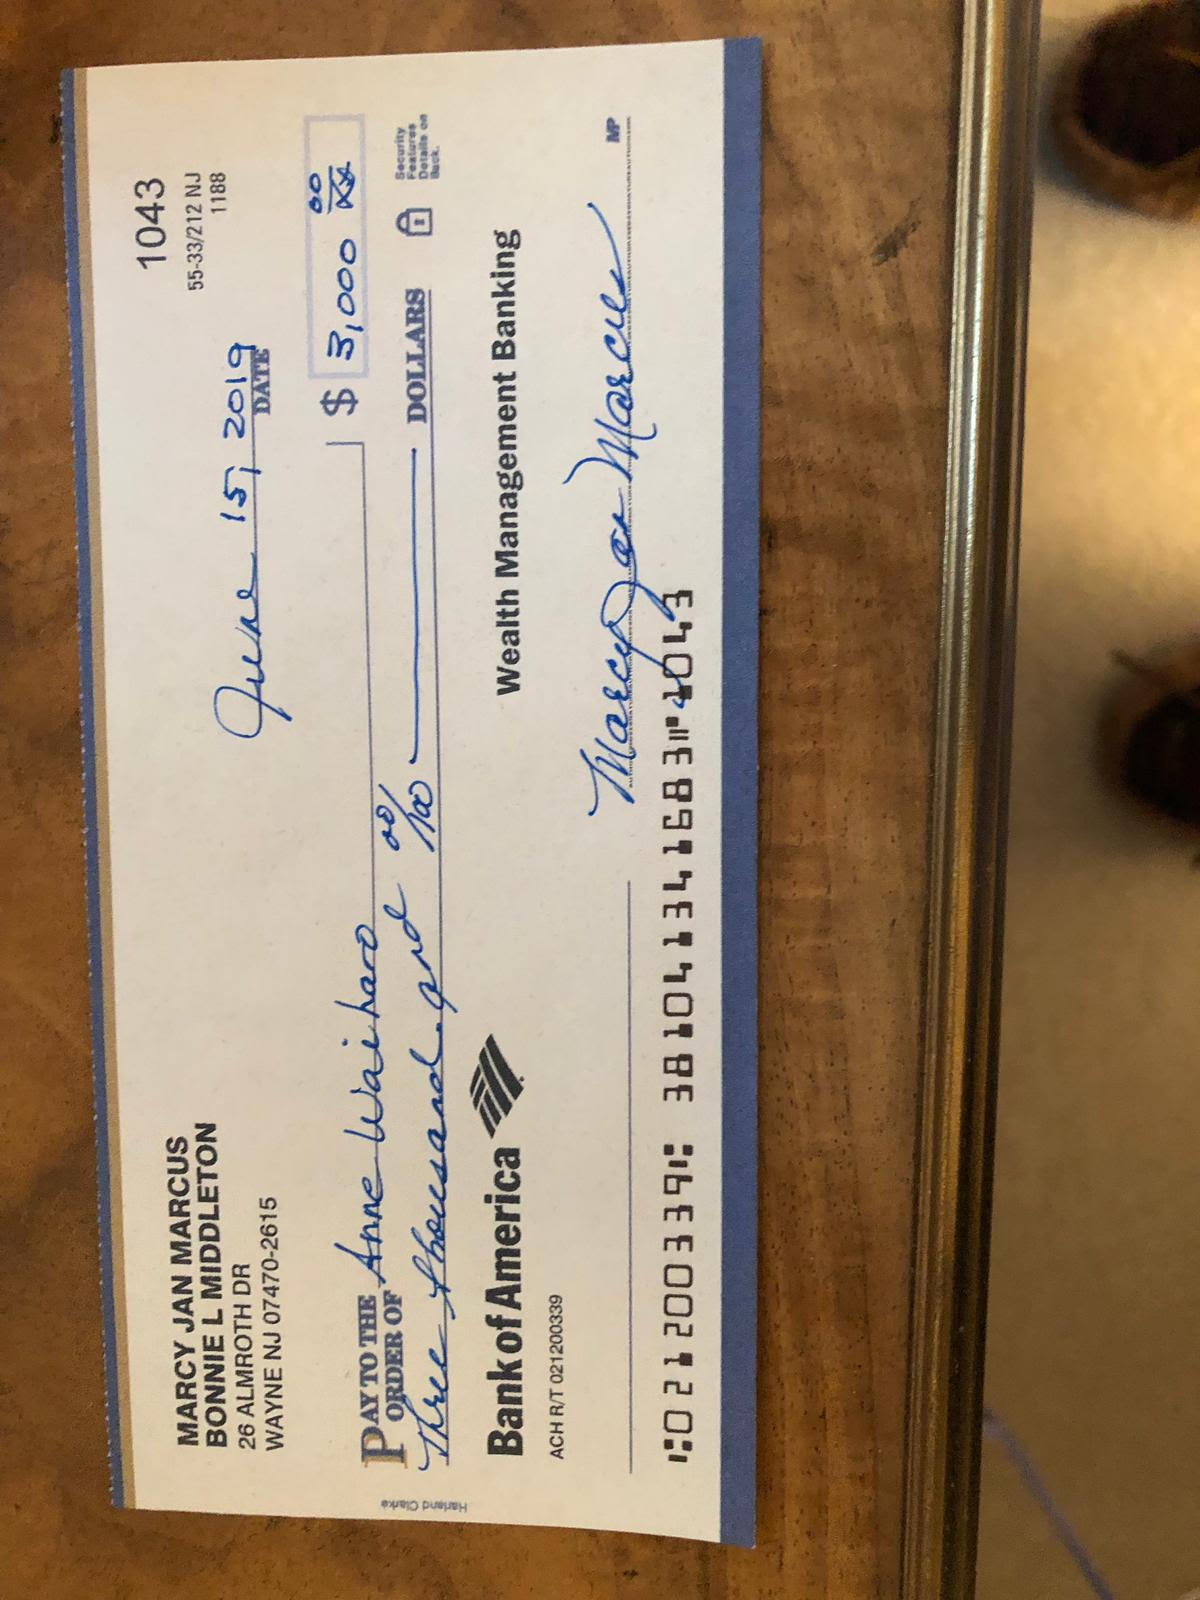 MARCY JAN MARCUS
BONNIE L MIDDLETON
26 ALMROTH DR
WAYNE NJ 07470-2615
1043
55-33/212 NJ
1188
June 15, 2019
DATE
PAY TO THE ORDER OF Anne Waiharo
$ 3,000 00/xx
Three thousand and 00/100 DOLLARS
Security Features Details on Back.
Bank of America
Wealth Management Banking
ACH R/T 021200339
Marcy Jan Marcus
MP
⑆021200339⑆ 381041341683⑈1043
Harland Clarke